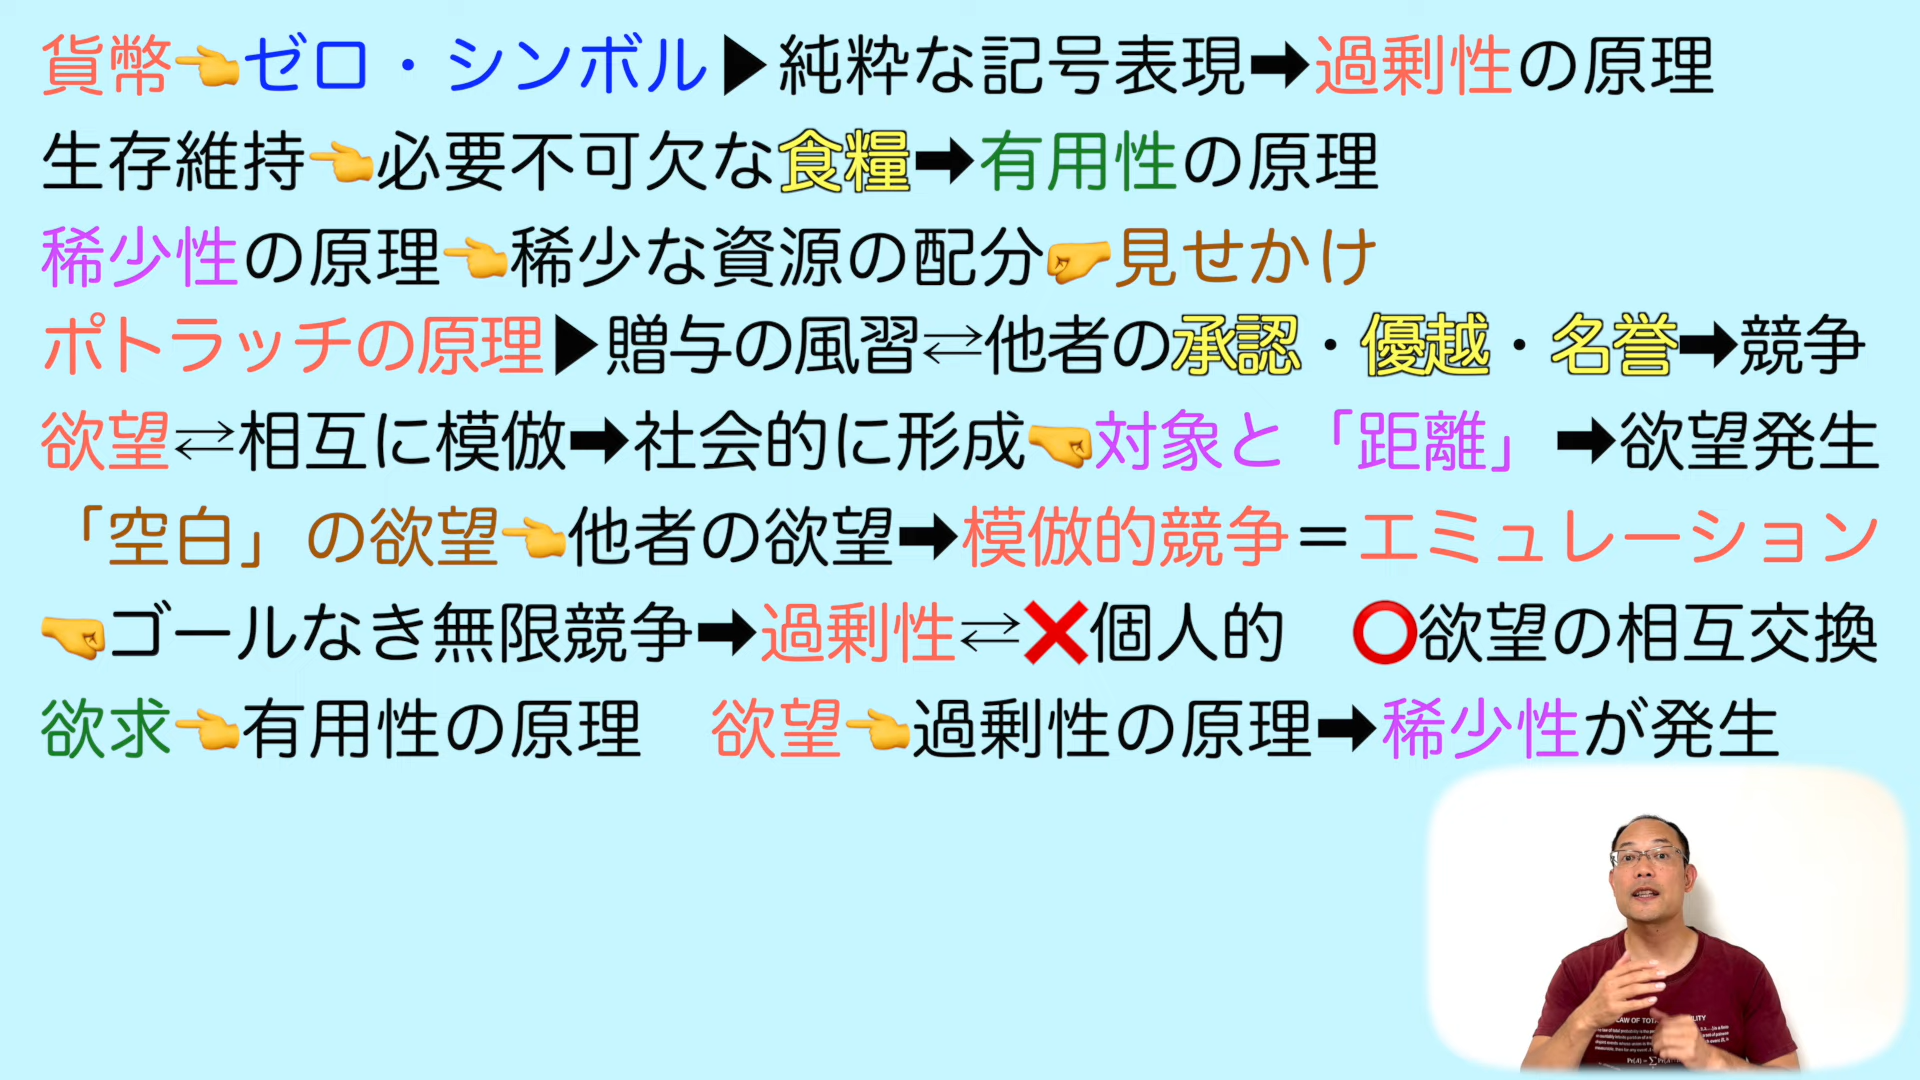 貨幣👈ゼロ・シンボル▶純粋な記号表現➡過剰性の原理
生存維持👈必要不可欠な食糧➡有用性の原理
稀少性の原理👈稀少な資源の配分🤛見せかけ
ポトラッチの原理▶贈与の風習⇄他者の承認・優越・名誉➡競争
欲望⇄相互に模倣➡社会的に形成🤜対象と「距離」➡欲望発生
「空白」の欲望👈他者の欲望➡模倣的競争＝エミュレーション
🤜ゴールなき無限競争➡過剰性⇄❌個人的　⭕欲望の相互交換
欲求👈有用性の原理　欲望👈過剰性の原理➡稀少性が発生
LAW OF TOT